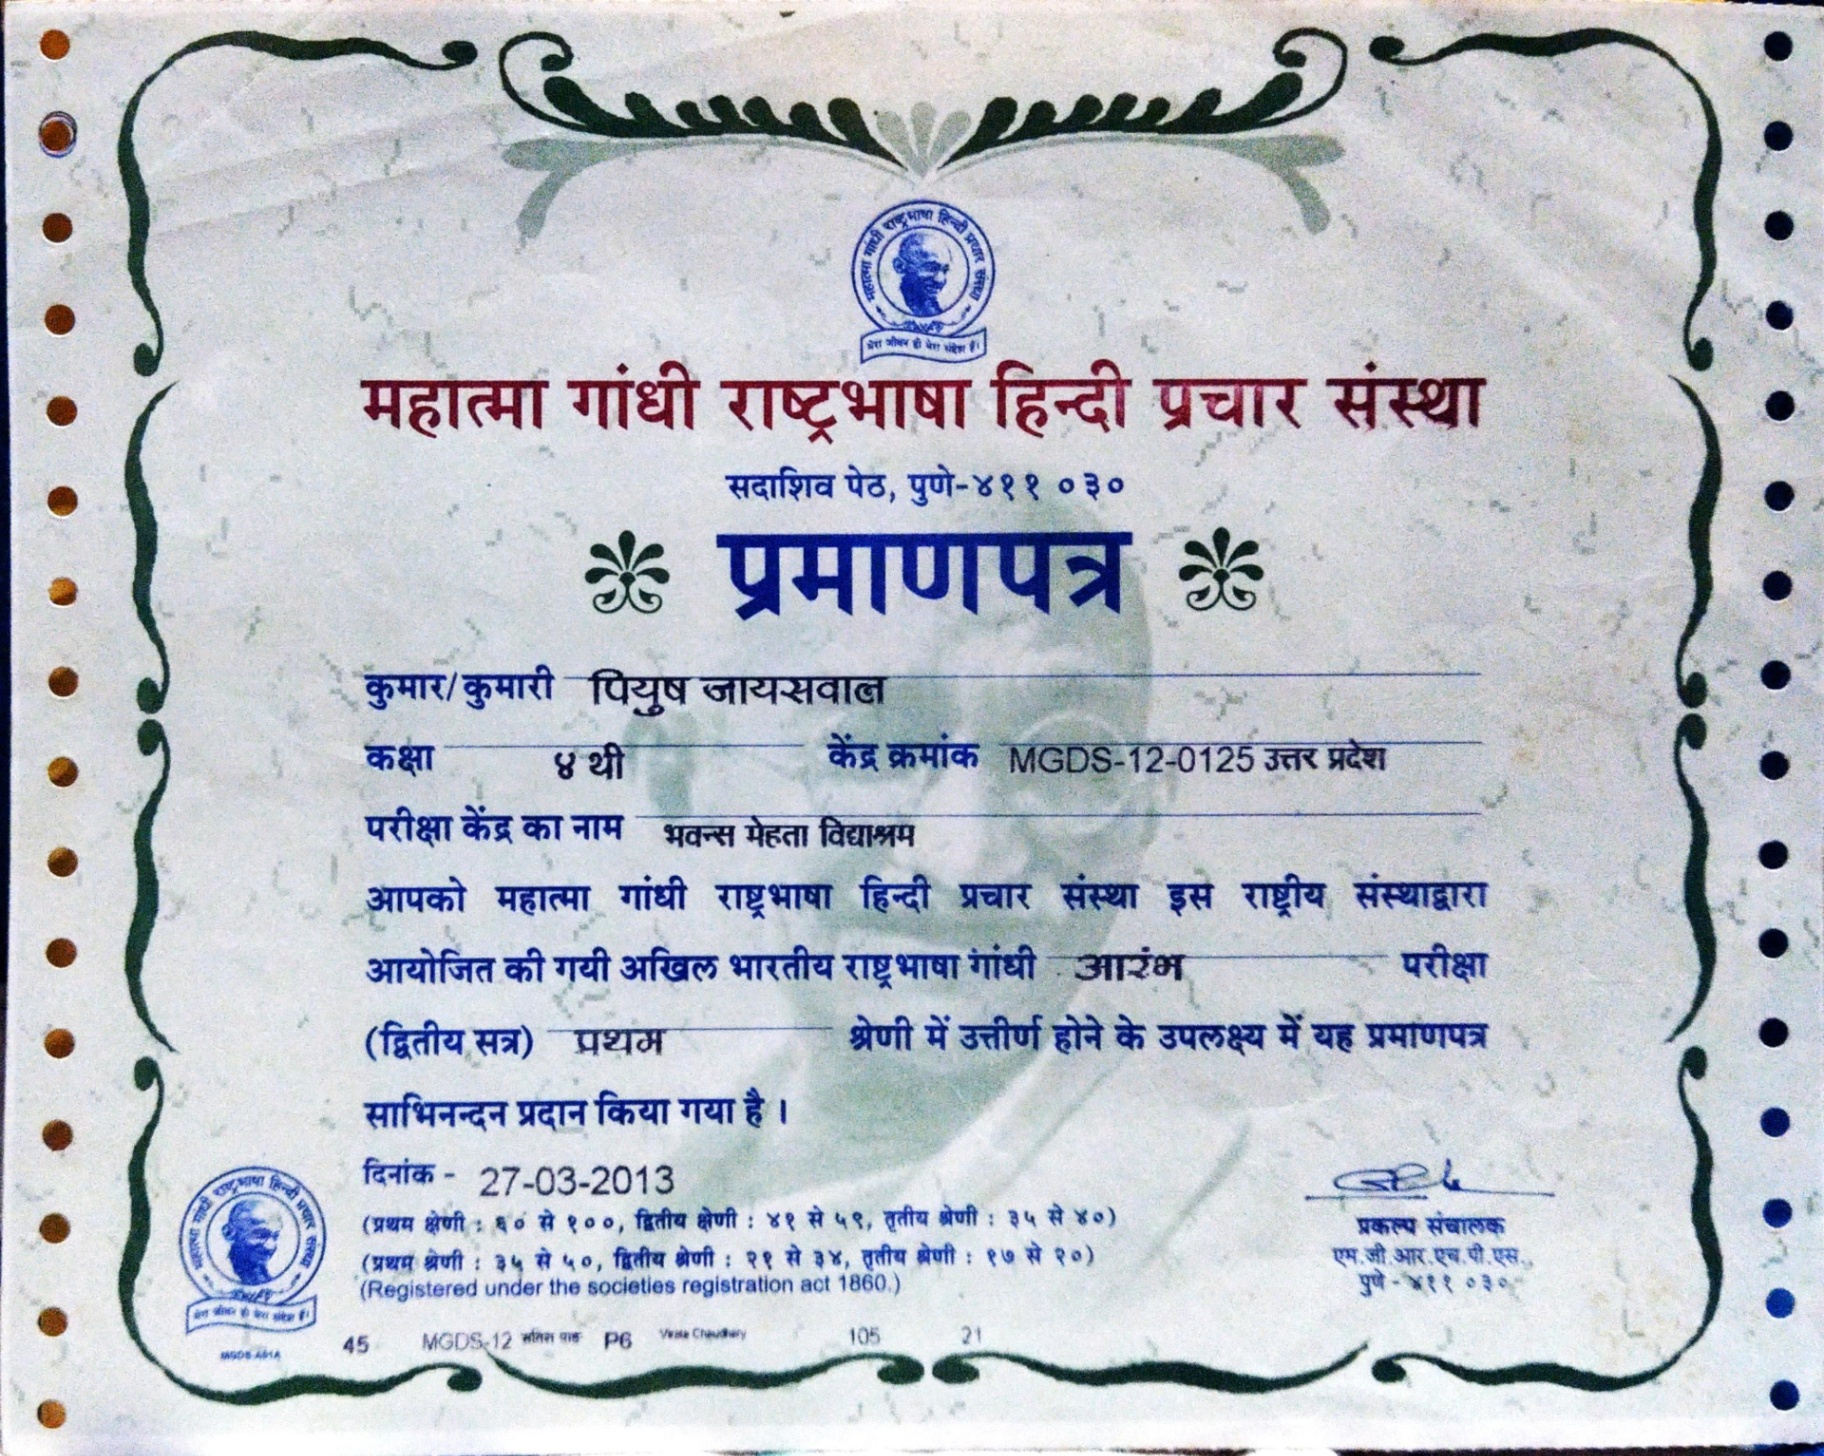 महात्मा गांधी राष्ट्रभाषा हिन्दी प्रचार संस्था
मेरा जीवन ही मेरा संदेश है।
महात्मा गांधी राष्ट्रभाषा हिन्दी प्रचार संस्था
सदाशिव पेठ, पुणे-४११ ०३०
प्रमाणपत्र
कुमार/कुमारी पियुष जायसवाल
कक्षा ४ थी केंद्र क्रमांक MGDS-12-0125 उत्तर प्रदेश
परीक्षा केंद्र का नाम भवन्स मेहता विद्याश्रम
आपको महात्मा गांधी राष्ट्रभाषा हिन्दी प्रचार संस्था इस राष्ट्रीय संस्थाद्वारा
आयोजित की गयी अखिल भारतीय राष्ट्रभाषा गांधी आरंभ परीक्षा
(द्वितीय सत्र) प्रथम श्रेणी में उत्तीर्ण होने के उपलक्ष्य में यह प्रमाणपत्र
साभिनन्दन प्रदान किया गया है ।
दिनांक - 27-03-2013
(प्रथम श्रेणी : ६० से १००, द्वितीय श्रेणी : ४१ से ५९, तृतीय श्रेणी : ३५ से ४०)
(प्रथम श्रेणी : ३५ से ५०, द्वितीय श्रेणी : २१ से ३४, तृतीय श्रेणी : १७ से २०)
(Registered under the societies registration act 1860.)
प्रकल्प संचालक
एम.जी.आर.एच.पी.एस.,
पुणे - ४११ ०३०
महात्मा गांधी राष्ट्रभाषा हिन्दी प्रचार संस्था
मेरा जीवन ही मेरा संदेश है।
45 MGDS-12 P6 Chaudhary 105 21